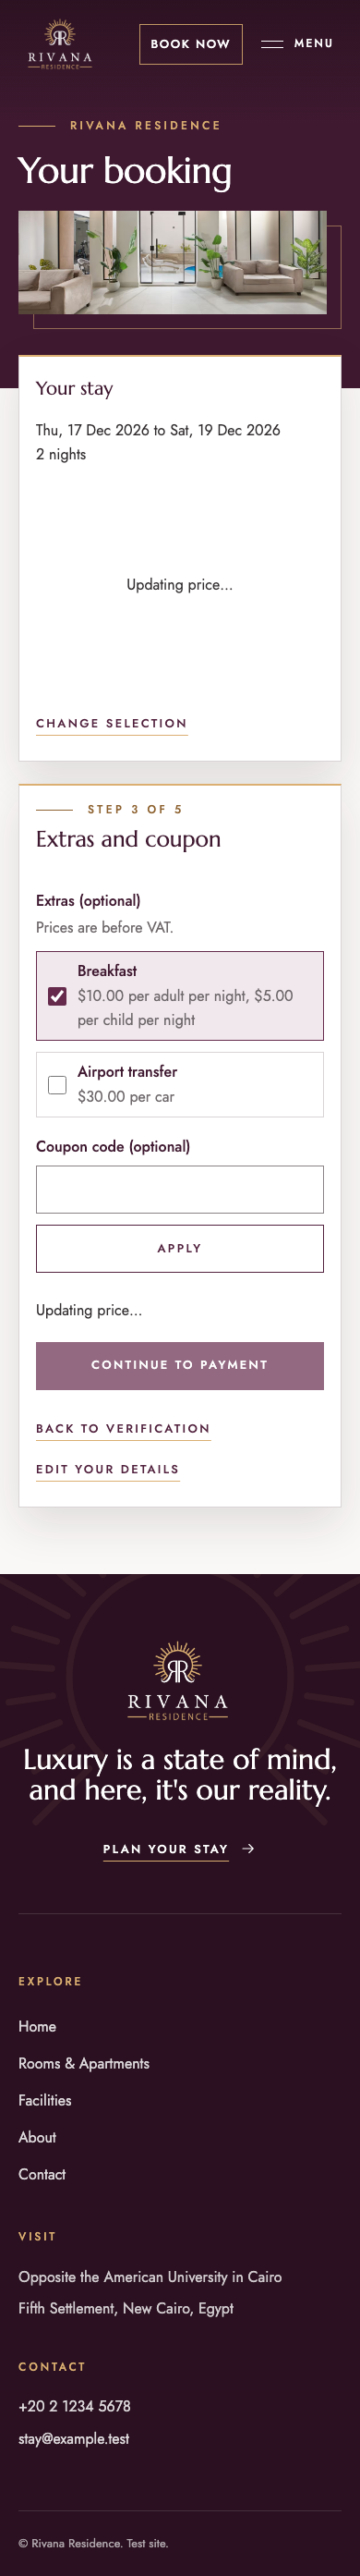 RIVANA
RESIDENCE
BOOK NOW
MENU
RIVANA RESIDENCE
Your booking
Your stay
Thu, 17 Dec 2026 to Sat, 19 Dec 2026
2 nights
Updating price...
CHANGE SELECTION
STEP 3 OF 5
Extras and coupon
Extras (optional)
Prices are before VAT.
Breakfast
$10.00 per adult per night, $5.00
per child per night
Airport transfer
$30.00 per car
Coupon code (optional)
APPLY
Updating price...
CONTINUE TO PAYMENT
BACK TO VERIFICATION
EDIT YOUR DETAILS
RIVANA
RESIDENCE
Luxury is a state of mind,
and here, it's our reality.
PLAN YOUR STAY →
EXPLORE
Home
Rooms & Apartments
Facilities
About
Contact
VISIT
Opposite the American University in Cairo
Fifth Settlement, New Cairo, Egypt
CONTACT
+20 2 1234 5678
stay@example.test
© Rivana Residence. Test site.